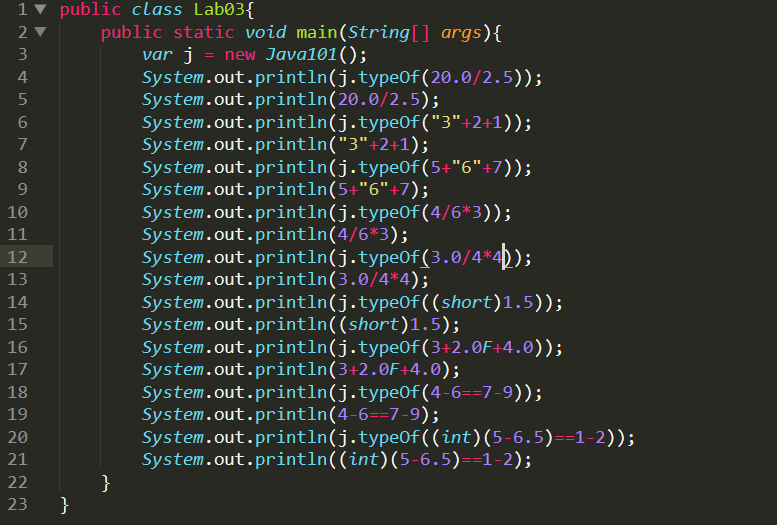 1 public class Lab03{
2 public static void main(String[] args){
3 var j = new Java101();
4 System.out.println(j.typeOf(20.0/2.5));
5 System.out.println(20.0/2.5);
6 System.out.println(j.typeOf("3"+2+1));
7 System.out.println("3"+2+1);
8 System.out.println(j.typeOf(5+"6"+7));
9 System.out.println(5+"6"+7);
10 System.out.println(j.typeOf(4/6*3));
11 System.out.println(4/6*3);
12 System.out.println(j.typeOf(3.0/4*4));
13 System.out.println(3.0/4*4);
14 System.out.println(j.typeOf((short)1.5));
15 System.out.println((short)1.5);
16 System.out.println(j.typeOf(3+2.0F+4.0));
17 System.out.println(3+2.0F+4.0);
18 System.out.println(j.typeOf(4-6==7-9));
19 System.out.println(4-6==7-9);
20 System.out.println(j.typeOf((int)(5-6.5)==1-2));
21 System.out.println((int)(5-6.5)==1-2);
22 }
23 }